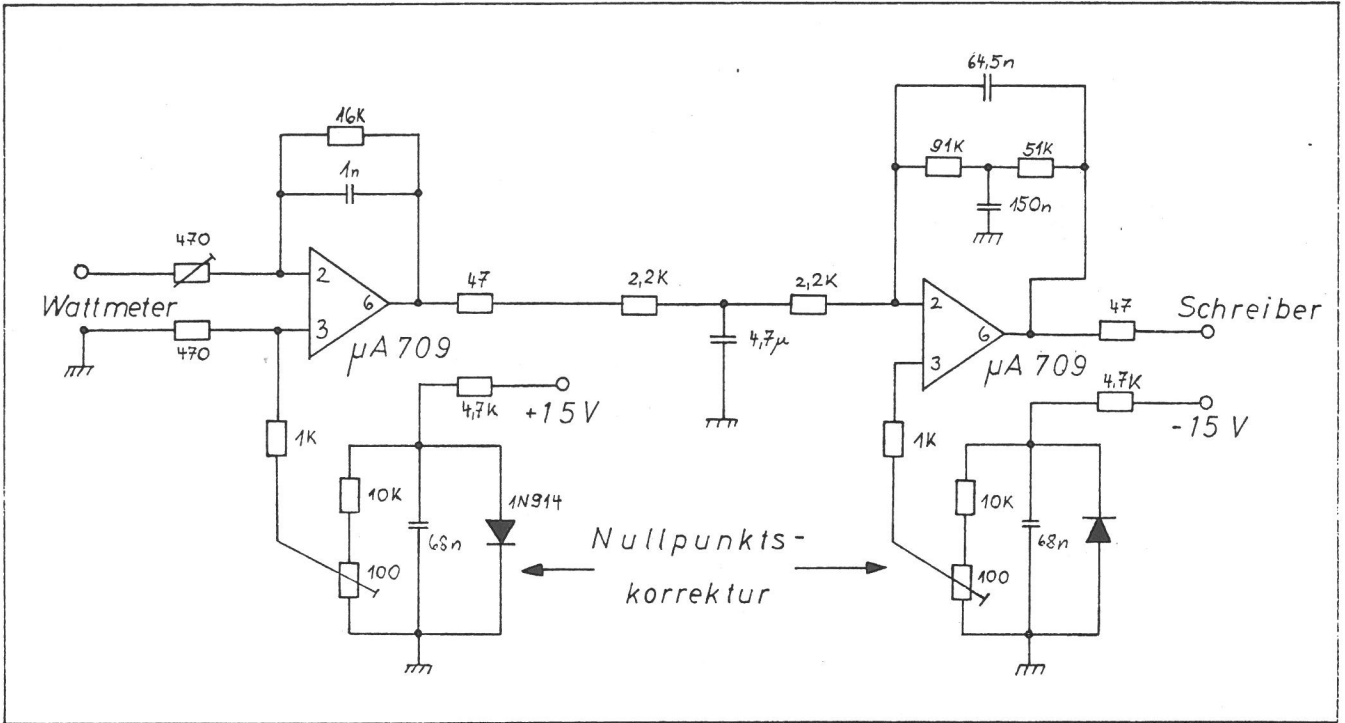 64,5n
16K
91K
51K
1n
150n
470
2
6
3
47
2,2K
2,2K
2
6
3
47
Wattmeter
Schreiber
470
4,7µ
µA 709
µA 709
4,7K
+15V
4,7K
-15 V
1K
1K
10K
1N914
68n
10K
68n
100
100
Nullpunkts-
korrektur